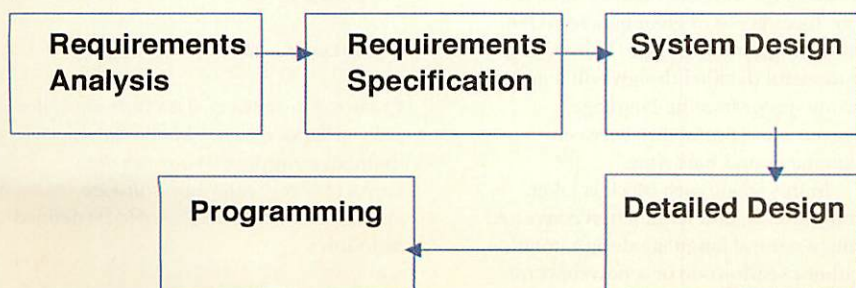 Requirements
Analysis
Requirements
Specification
System Design
Detailed Design
Programming